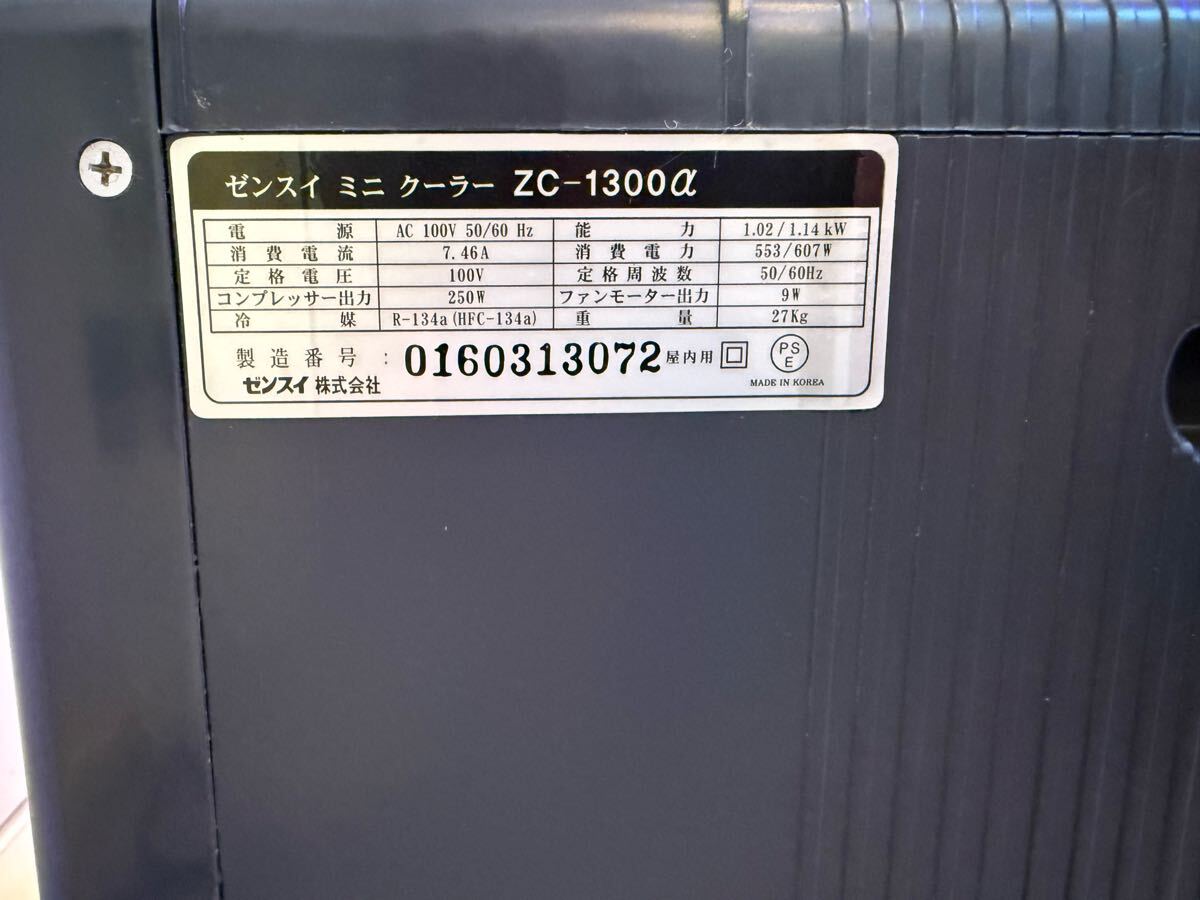 ゼンスイ ミニ クーラー ZC-1300α
電源 AC 100V 50/60 Hz 能力 1.02/1.14kW
消費電流 7.46A 消費電力 553/607W
定格電圧 100V 定格周波数 50/60Hz
コンプレッサー出力 250W ファンモーター出力 9W
冷媒 R-134a(HFC-134a) 重量 27Kg
製造番号 : 0160313072 屋内用 PSE
ゼンスイ 株式会社 MADE IN KOREA